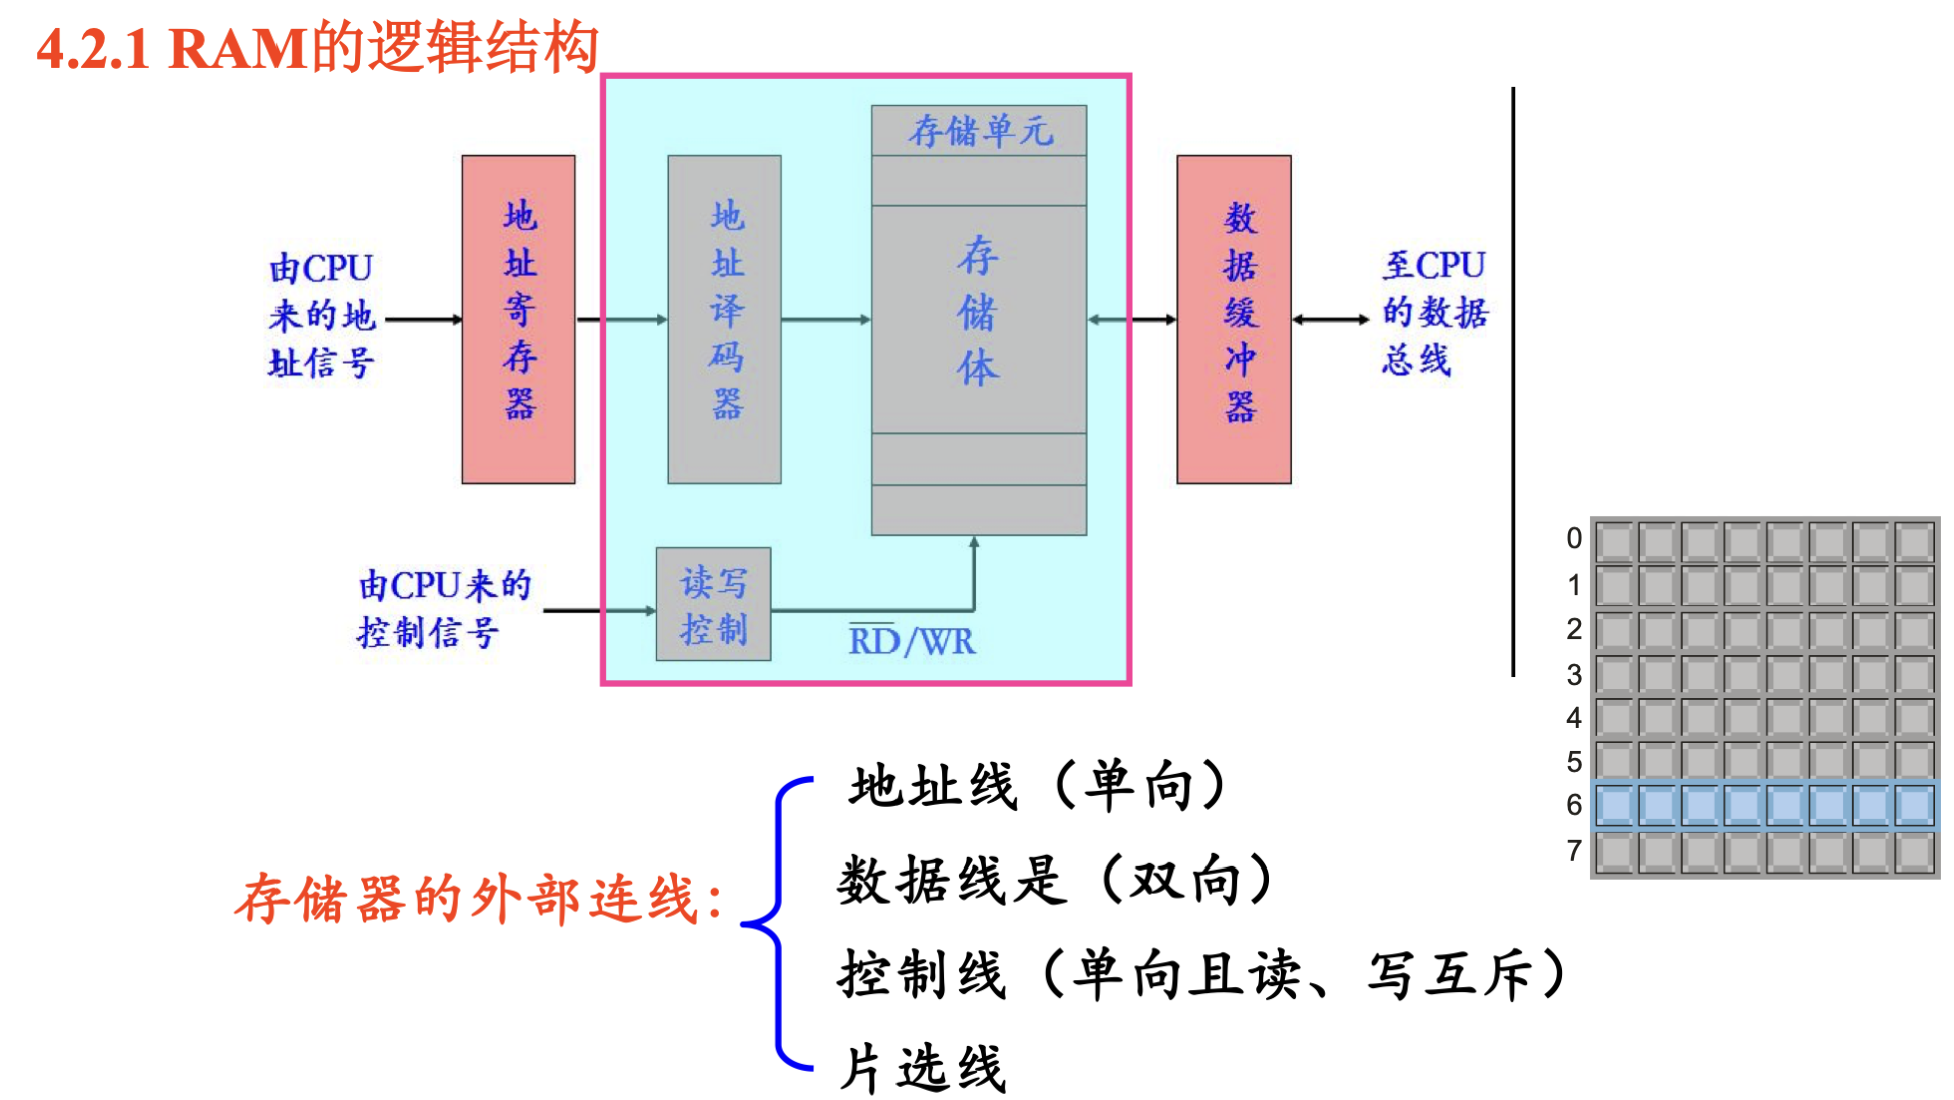 4.2.1 RAM的逻辑结构
存储单元
地址寄存器
地址译码器
存储体
数据缓冲器
由CPU
来的地
址信号
至CPU
的数据
总线
由CPU来的
控制信号
读写
控制
R̅D̅/WR
0
1
2
3
4
5
6
7
存储器的外部连线：
地址线（单向）
数据线是（双向）
控制线（单向且读、写互斥）
片选线